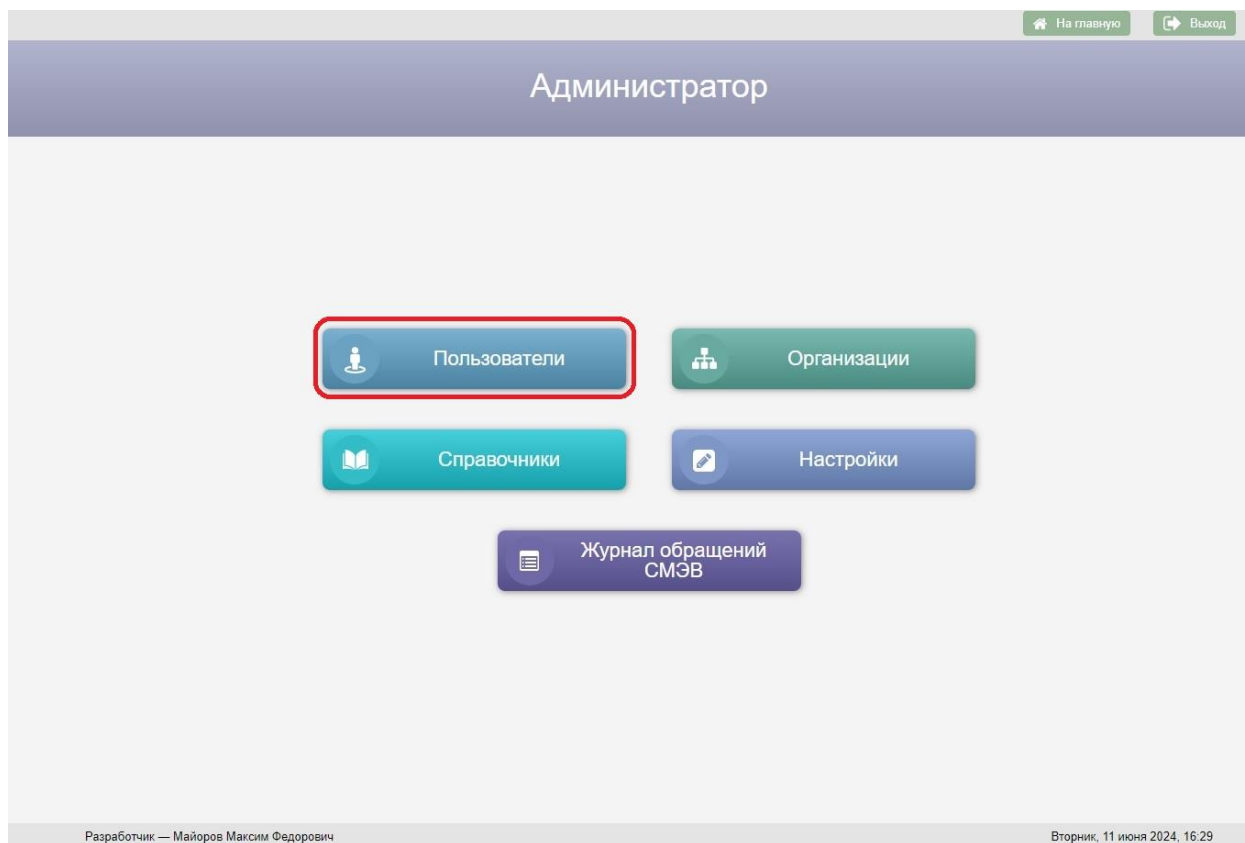 На главную Выход
Администратор
Пользователи Организации
Справочники Настройки
Журнал обращений
СМЭВ
Разработчик — Майоров Максим Федорович Вторник, 11 июня 2024, 16:29